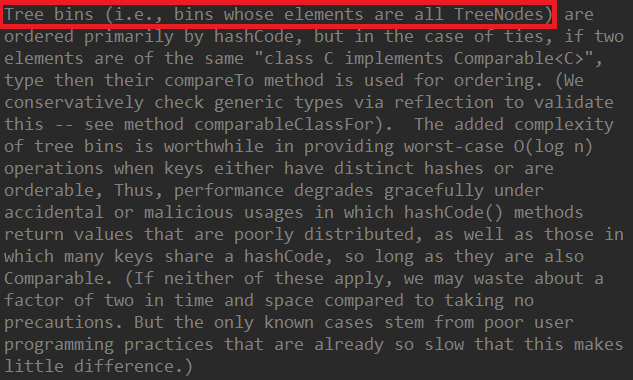 Tree bins (i.e., bins whose elements are all TreeNodes) are
ordered primarily by hashCode, but in the case of ties, if two
elements are of the same "class C implements Comparable<C>",
type then their compareTo method is used for ordering. (We
conservatively check generic types via reflection to validate
this -- see method comparableClassFor).  The added complexity
of tree bins is worthwhile in providing worst-case O(log n)
operations when keys either have distinct hashes or are
orderable, Thus, performance degrades gracefully under
accidental or malicious usages in which hashCode() methods
return values that are poorly distributed, as well as those in
which many keys share a hashCode, so long as they are also
Comparable. (If neither of these apply, we may waste about a
factor of two in time and space compared to taking no
precautions. But the only known cases stem from poor user
programming practices that are already so slow that this makes
little difference.)